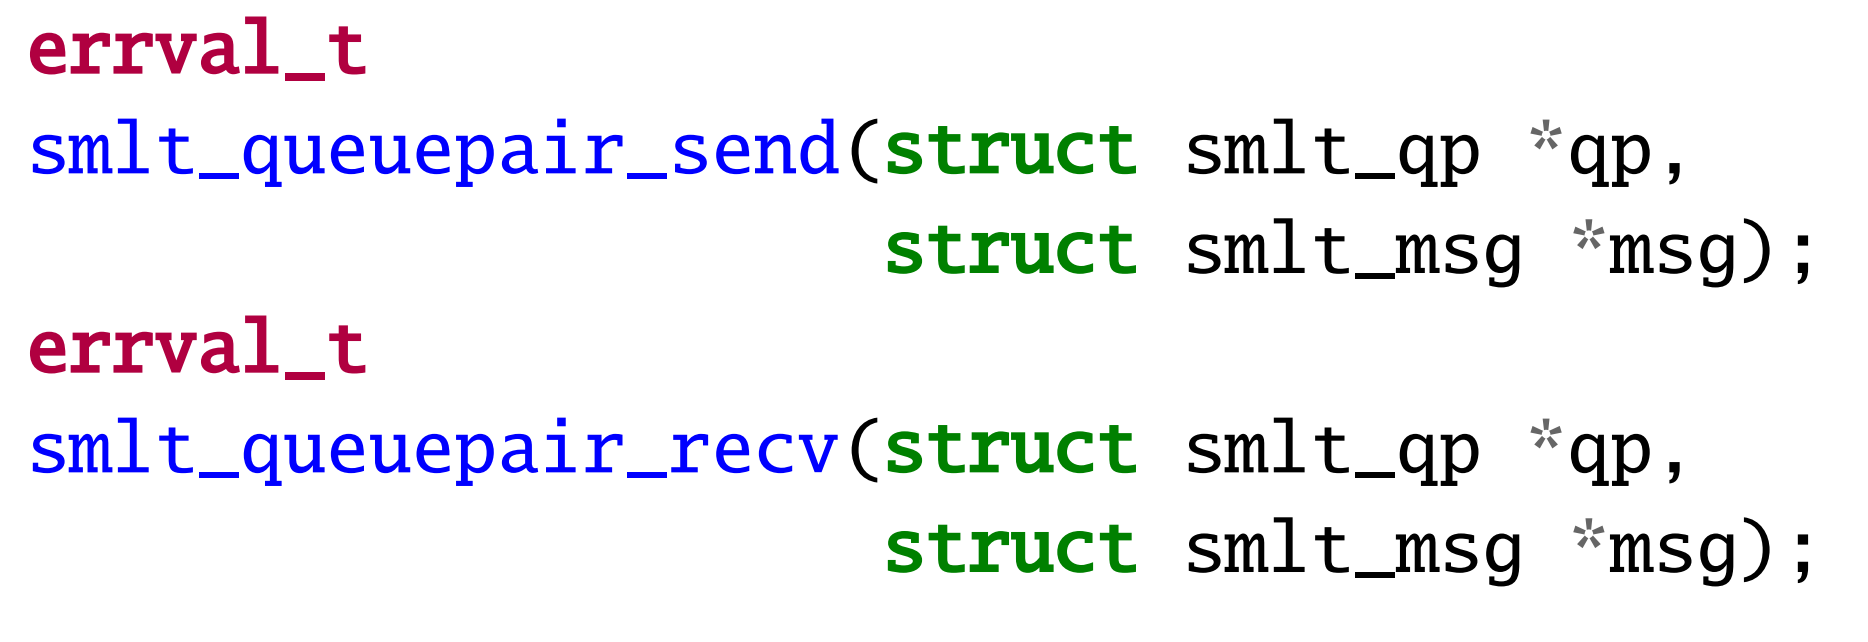 errval_t
smlt_queuepair_send(struct smlt_qp *qp,
                    struct smlt_msg *msg);
errval_t
smlt_queuepair_recv(struct smlt_qp *qp,
                    struct smlt_msg *msg);